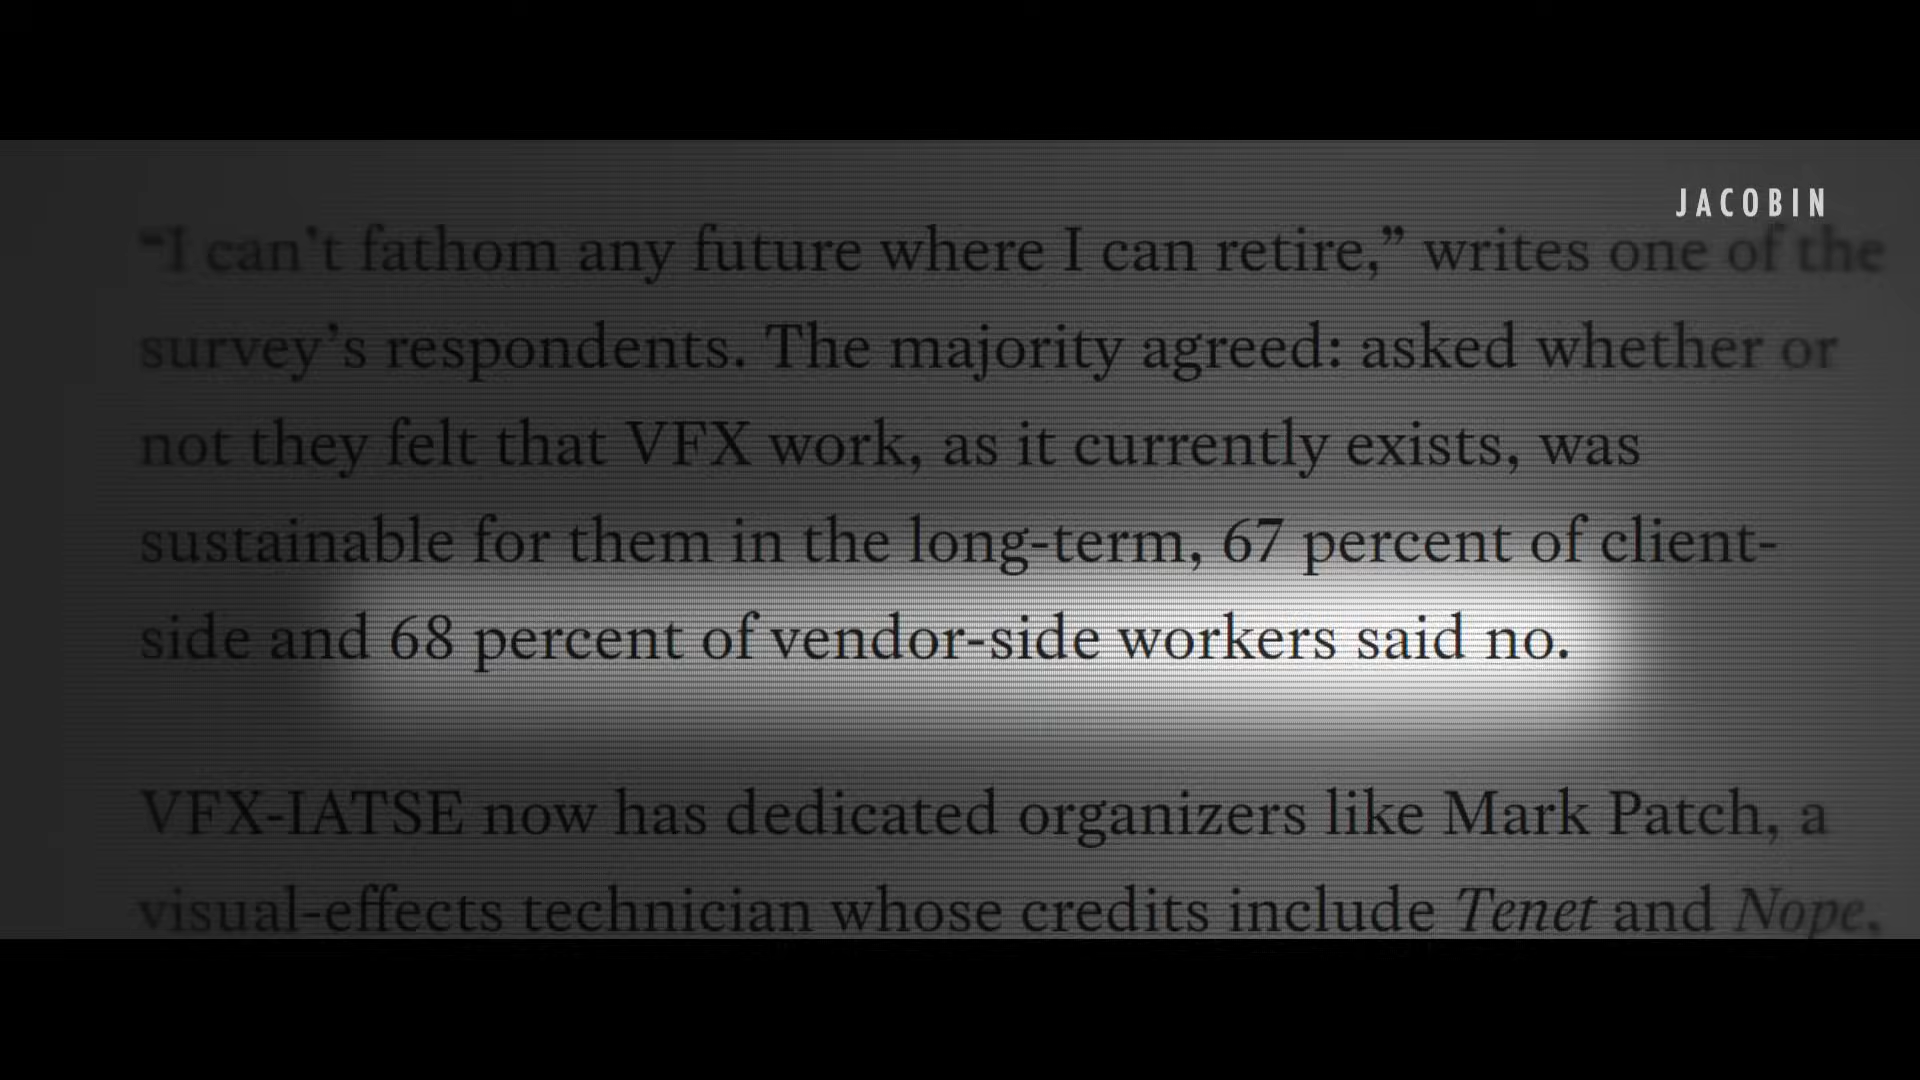 JACOBIN
“I can’t fathom any future where I can retire,” writes one of the
survey’s respondents. The majority agreed: asked whether or
not they felt that VFX work, as it currently exists, was
sustainable for them in the long-term, 67 percent of client-
side and 68 percent of vendor-side workers said no.
VFX-IATSE now has dedicated organizers like Mark Patch, a
visual-effects technician whose credits include Tenet and Nope,